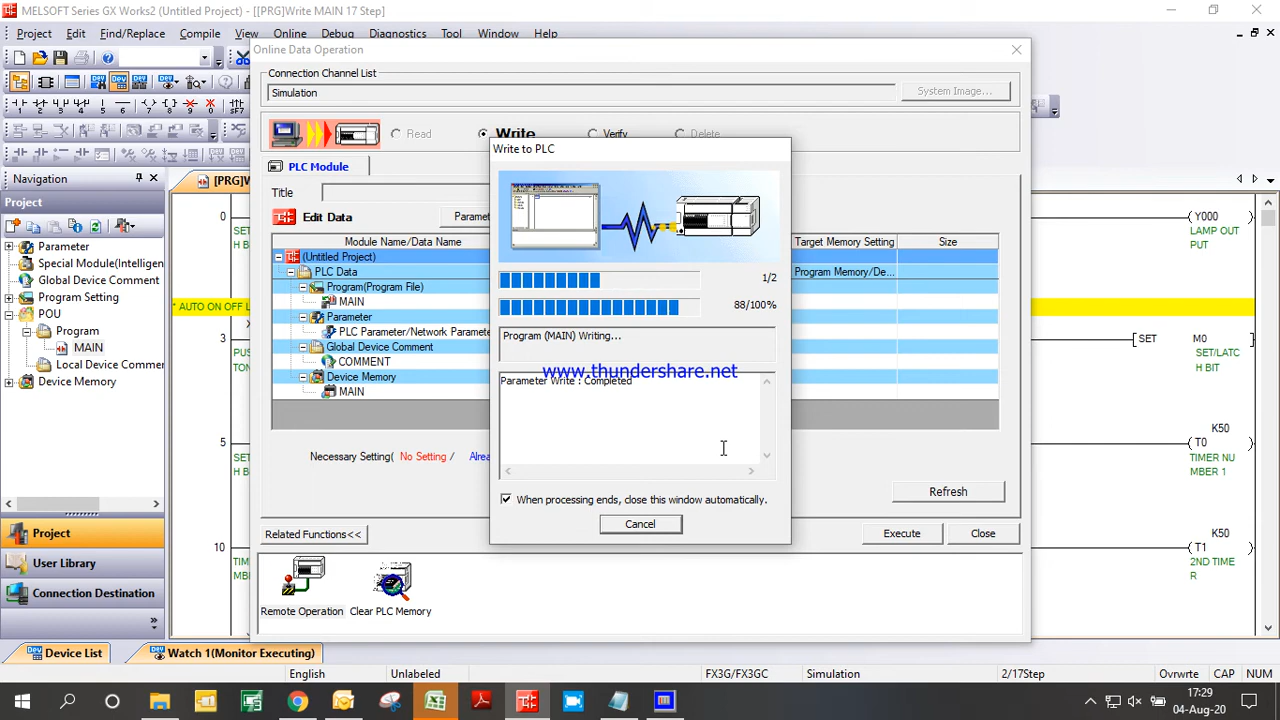 MELSOFT Series GX Works2 (Untitled Project) - [[PRG]Write MAIN 17 Step]
Project Edit Find/Replace Compile View Online Debug Diagnostics Tool Window Help
Online Data Operation
Connection Channel List
Simulation
System Image...
Read
Write
Verify
Delete
PLC Module
Title
Edit Data
Navigation
Project
Parameter
Special Module(Intelligen
Global Device Comment
Program Setting
POU
Program
MAIN
Local Device Comme
Device Memory
Project
User Library
Connection Destination
Module Name/Data Name
Target Memory Setting
Size
(Untitled Project)
PLC Data
Program Memory/De...
Program(Program File)
MAIN
Parameter
PLC Parameter/Network Paramete
Global Device Comment
COMMENT
Device Memory
MAIN
Necessary Setting( No Setting /
Refresh
Related Functions<<
Execute
Close
Remote Operation
Clear PLC Memory
Write to PLC
1/2
88/100%
Program (MAIN) Writing...
www.thundershare.net
Parameter Write : Completed
When processing ends, close this window automatically.
Cancel
0
H B
* AUTO ON OFF L
3
5
10
Y000
LAMP OUT
PUT
SET
M0
SET/LATC
H BIT
K50
T0
TIMER NU
MBER 1
K50
T1
2ND TIME
R
Device List
Watch 1(Monitor Executing)
English
Unlabeled
FX3G/FX3GC
Simulation
2/17Step
Ovrwrte
CAP
NUM
17:29
04-Aug-20